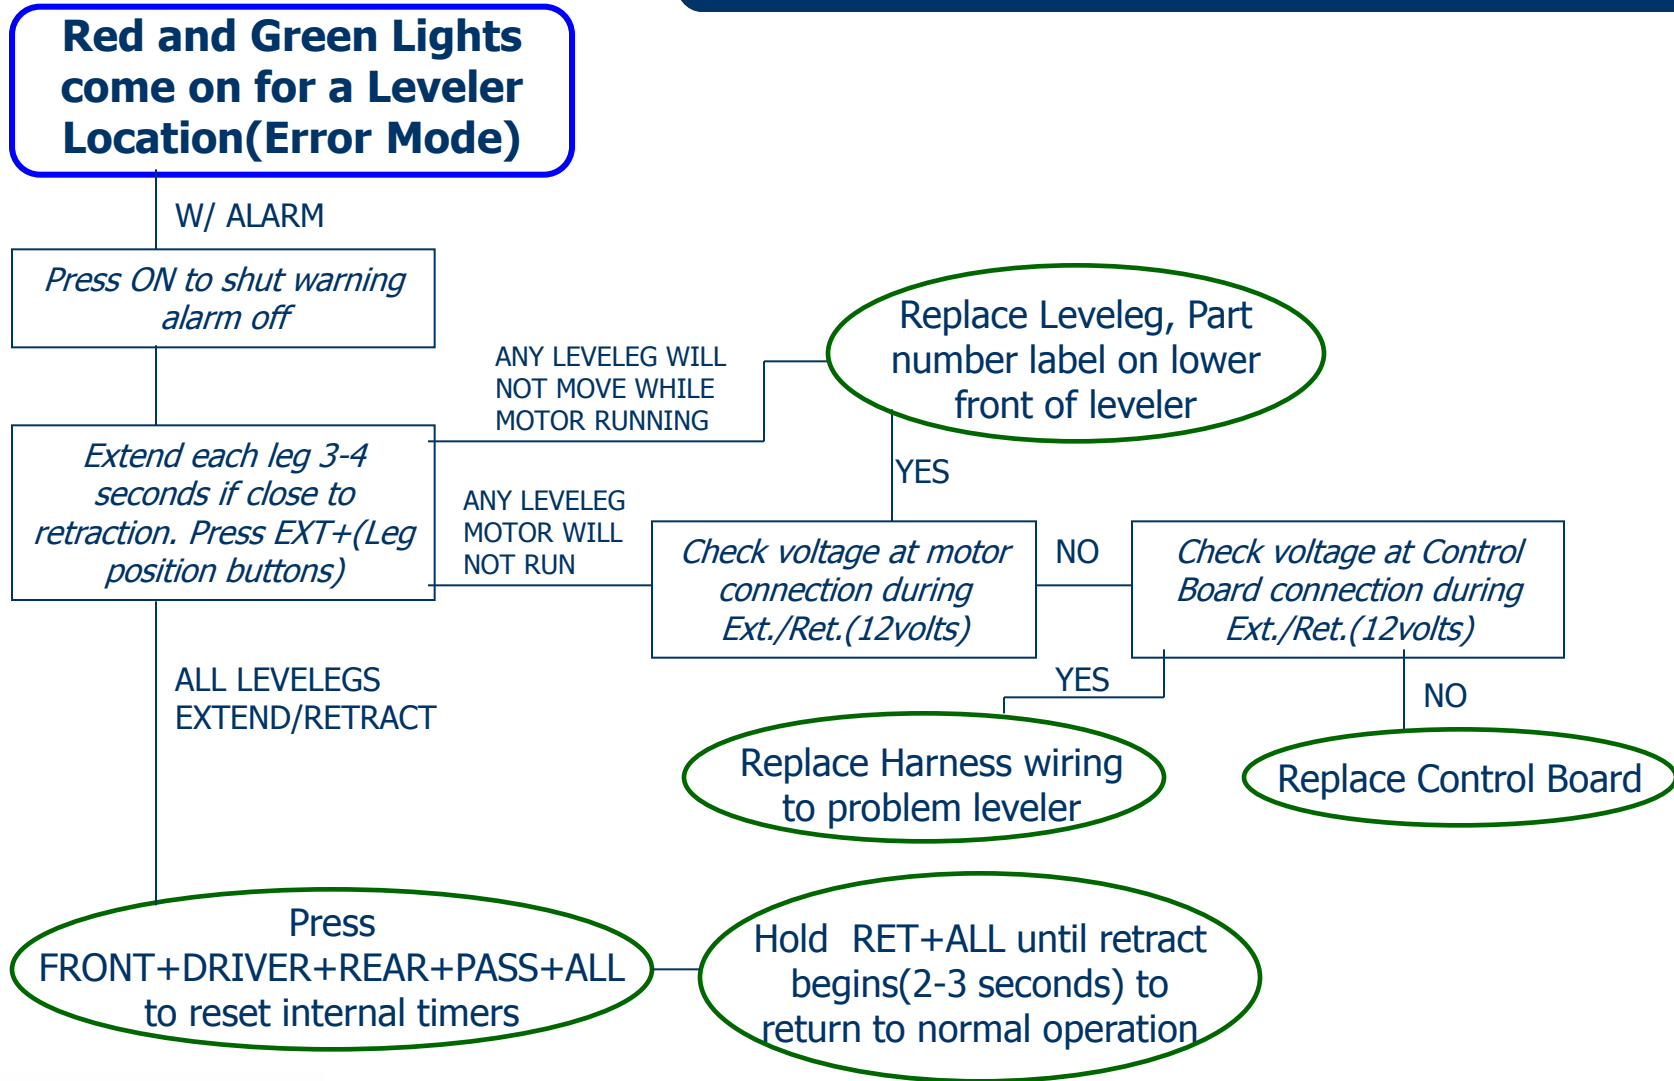 Red and Green Lights
come on for a Leveler
Location(Error Mode)
W/ ALARM
Press ON to shut warning
alarm off
ANY LEVELEG WILL
NOT MOVE WHILE
MOTOR RUNNING
Replace Leveleg, Part
number label on lower
front of leveler
Extend each leg 3-4
seconds if close to
retraction. Press EXT+(Leg
position buttons)
ANY LEVELEG
MOTOR WILL
NOT RUN
YES
Check voltage at motor
connection during
Ext./Ret.(12volts)
NO
Check voltage at Control
Board connection during
Ext./Ret.(12volts)
ALL LEVELEGS
EXTEND/RETRACT
YES
NO
Replace Harness wiring
to problem leveler
Replace Control Board
Press
FRONT+DRIVER+REAR+PASS+ALL
to reset internal timers
Hold  RET+ALL until retract
begins(2-3 seconds) to
return to normal operation